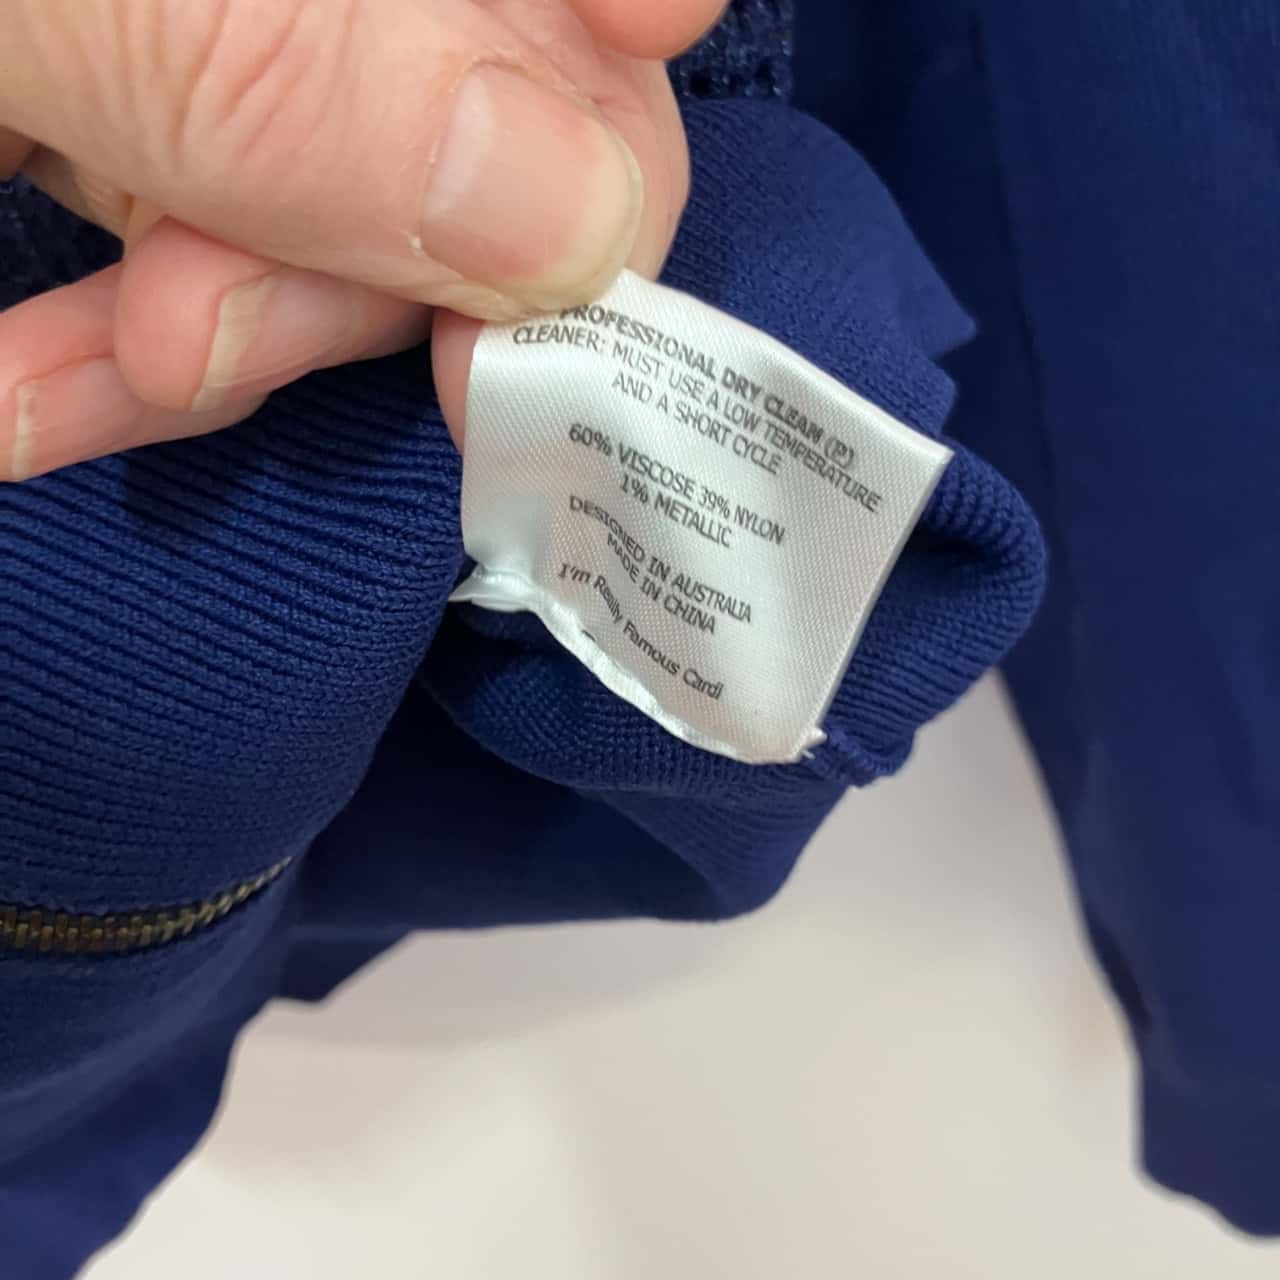 PROFESSIONAL DRY CLEAN (P)
CLEANER: MUST USE A LOW TEMPERATURE
AND A SHORT CYCLE
60% VISCOSE 39% NYLON
1% METALLIC
DESIGNED IN AUSTRALIA
MADE IN CHINA
I'm Really Famous Cardi